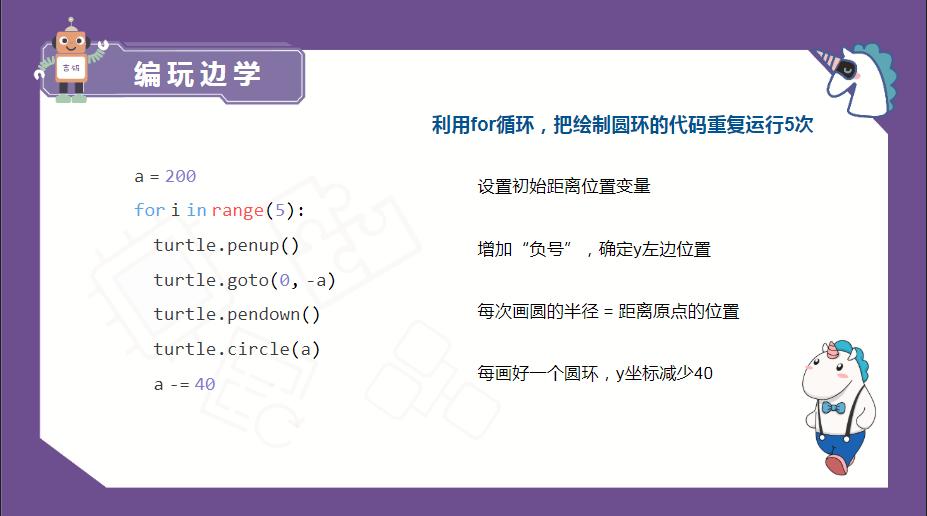 编玩边学
利用for循环，把绘制圆环的代码重复运行5次
a = 200
for i in range(5):
turtle.penup()
turtle.goto(0, -a)
turtle.pendown()
turtle.circle(a)
a -= 40
设置初始距离位置变量
增加“负号”，确定y左边位置
每次画圆的半径 = 距离原点的位置
每画好一个圆环，y坐标减少40